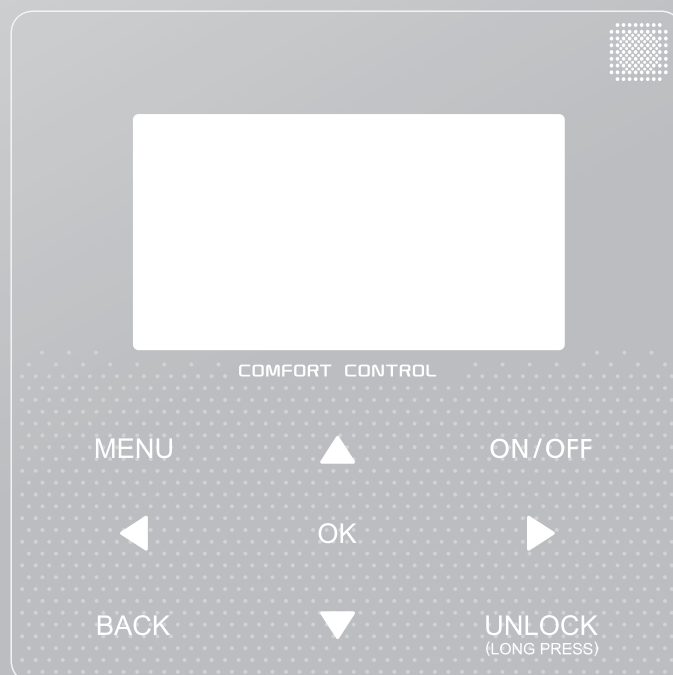 COMFORT CONTROL
MENU
ON/OFF
OK
BACK
UNLOCK
(LONG PRESS)